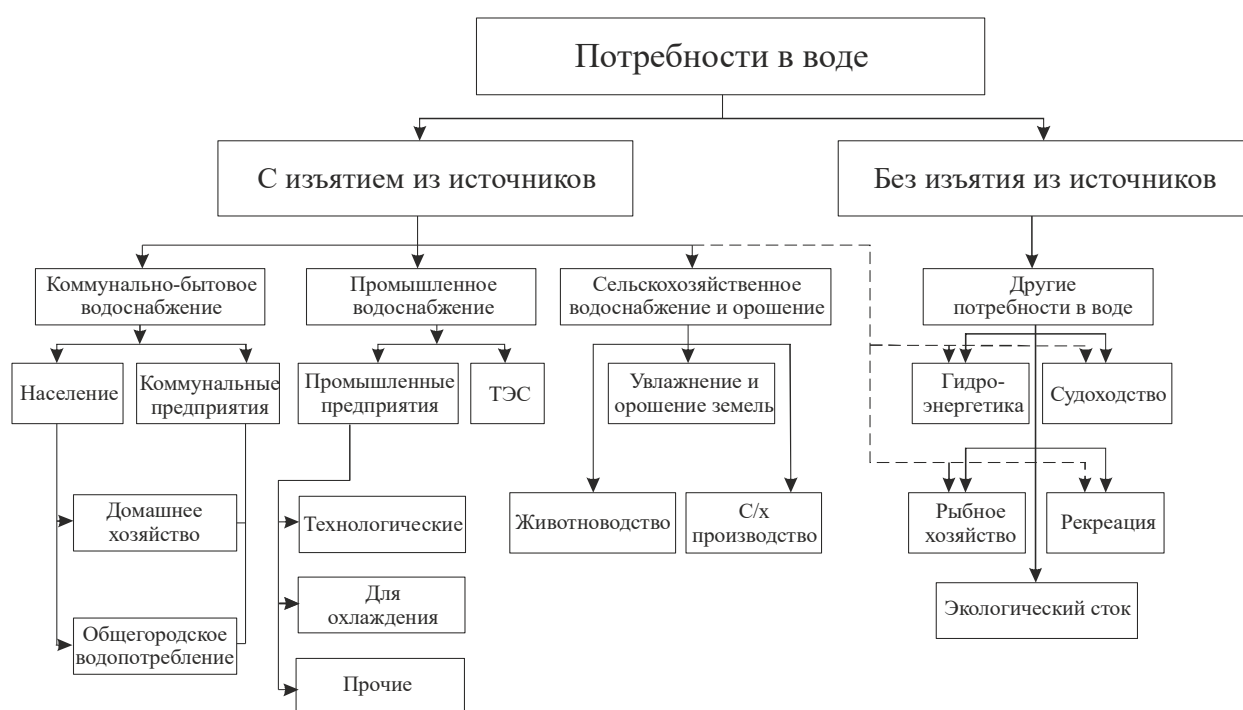 Потребности в воде
С изъятием из источников
Без изъятия из источников
Коммунально-бытовое
водоснабжение
Промышленное
водоснабжение
Сельскохозяйственное
водоснабжение и орошение
Другие
потребности в воде
Население
Коммунальные
предприятия
Промышленные
предприятия
ТЭС
Увлажнение и
орошение земель
Гидро-
энергетика
Судоходство
Домашнее
хозяйство
Технологические
Животноводство
С/х
производство
Рыбное
хозяйство
Рекреация
Для
охлаждения
Экологический сток
Общегородское
водопотребление
Прочие